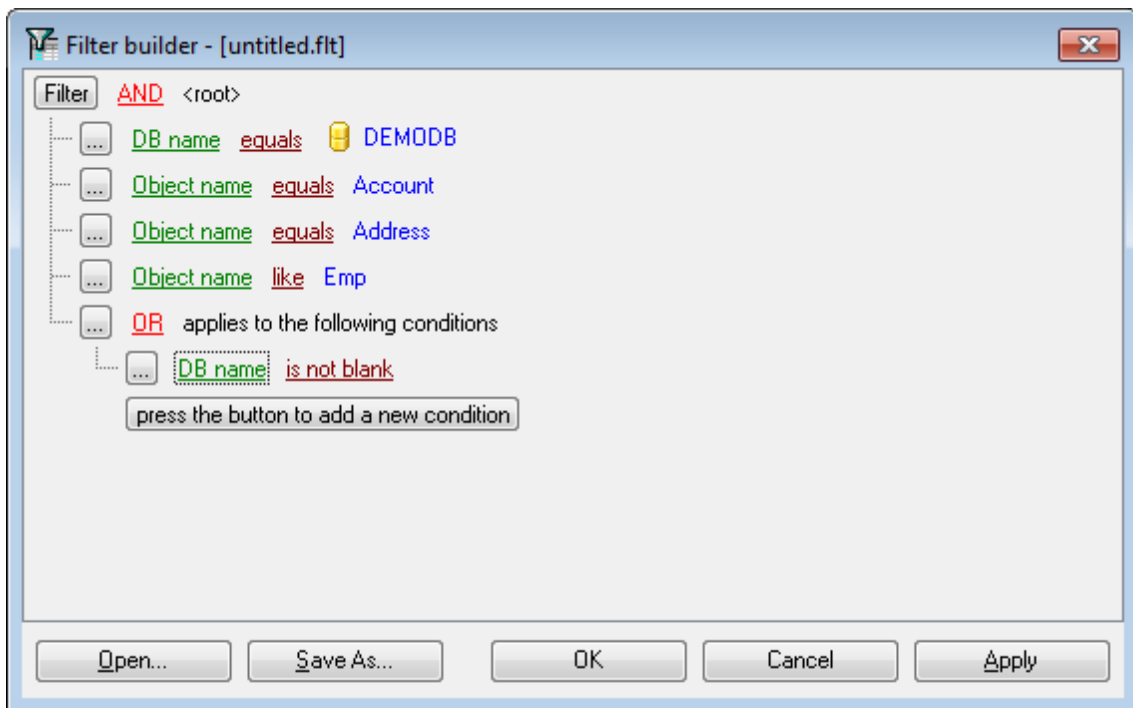 Filter builder - [untitled.flt]
Filter AND <root>
... DB name equals DEMODB
... Object name equals Account
... Object name equals Address
... Object name like Emp
... OR applies to the following conditions
... DB name is not blank
press the button to add a new condition
Open... Save As... OK Cancel Apply